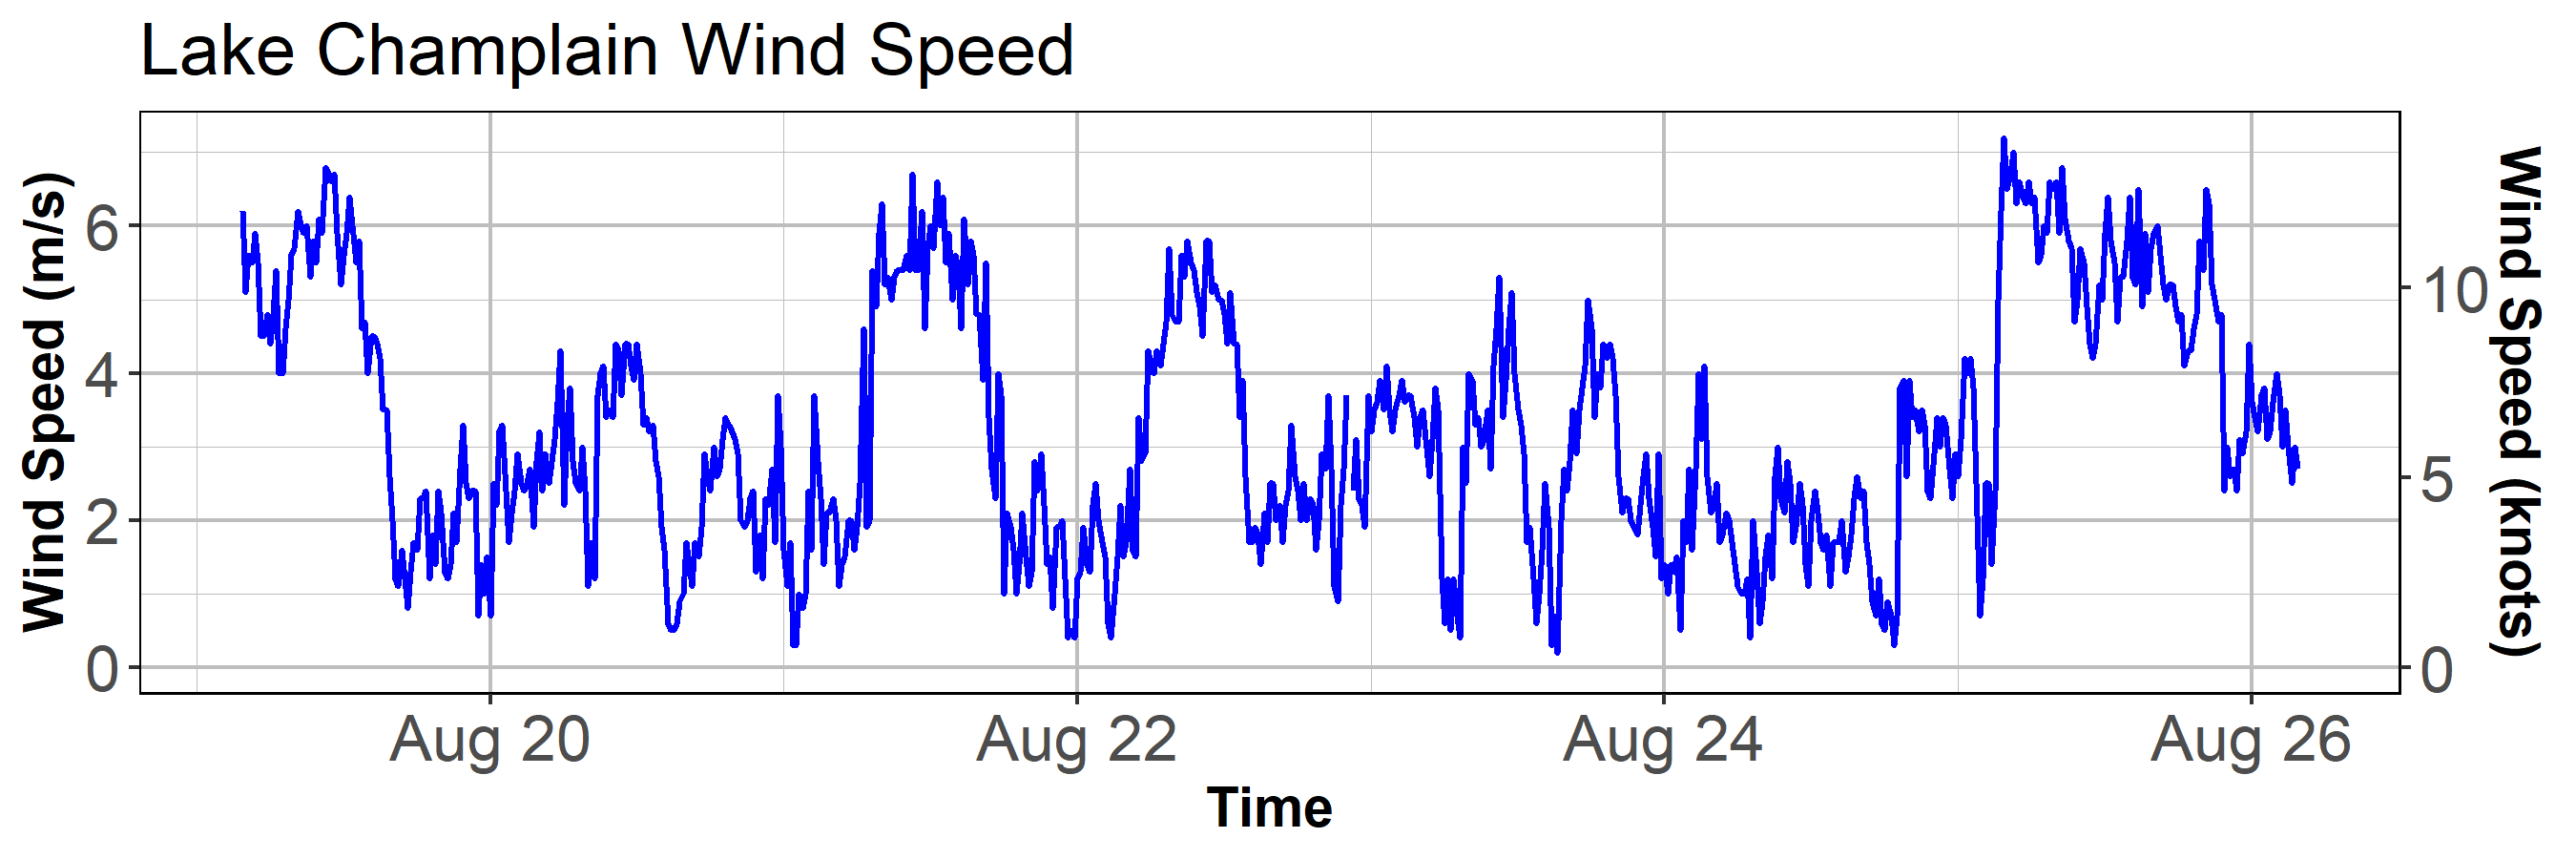 Lake Champlain Wind Speed
Wind Speed (m/s)
6
4
2
0
Wind Speed (knots)
10
5
0
Aug 20
Aug 22
Aug 24
Aug 26
Time